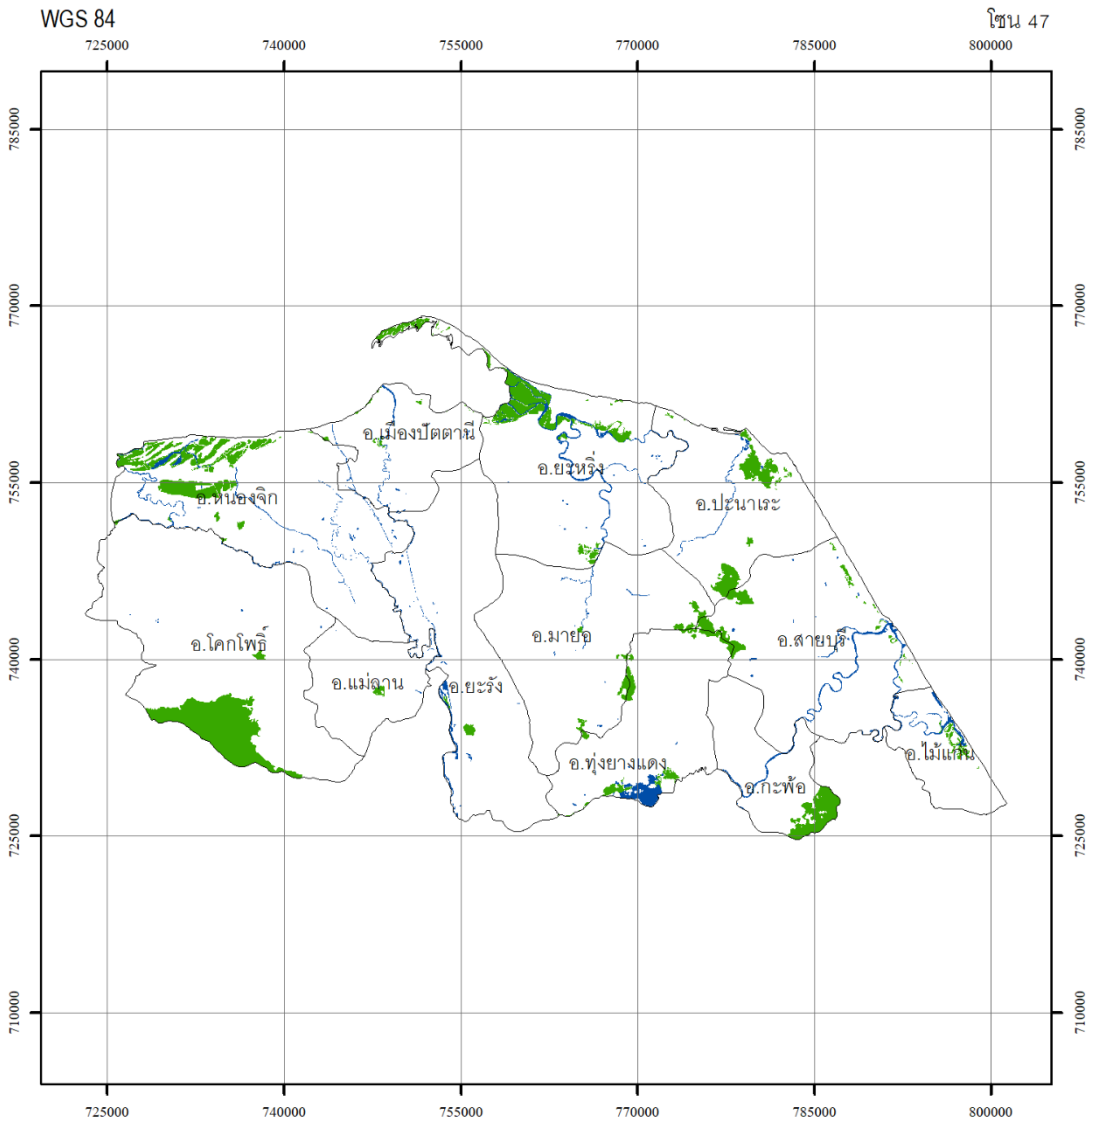 WGS 84
โซน 47
725000 740000 755000 770000 785000 800000
785000 785000
770000 770000
อ.เมืองปัตตานี
อ.ยะหริ่ง
755000 755000
อ.หนองจิก
อ.ปะนาเระ
อ.มายอ
อ.สายบุรี
อ.โคกโพธิ์
740000 740000
อ.แม่ลาน
อ.ยะรัง
อ.ทุ่งยางแดง
อ.ไม้แก่น
อ.กะพ้อ
725000 725000
710000 710000
725000 740000 755000 770000 785000 800000